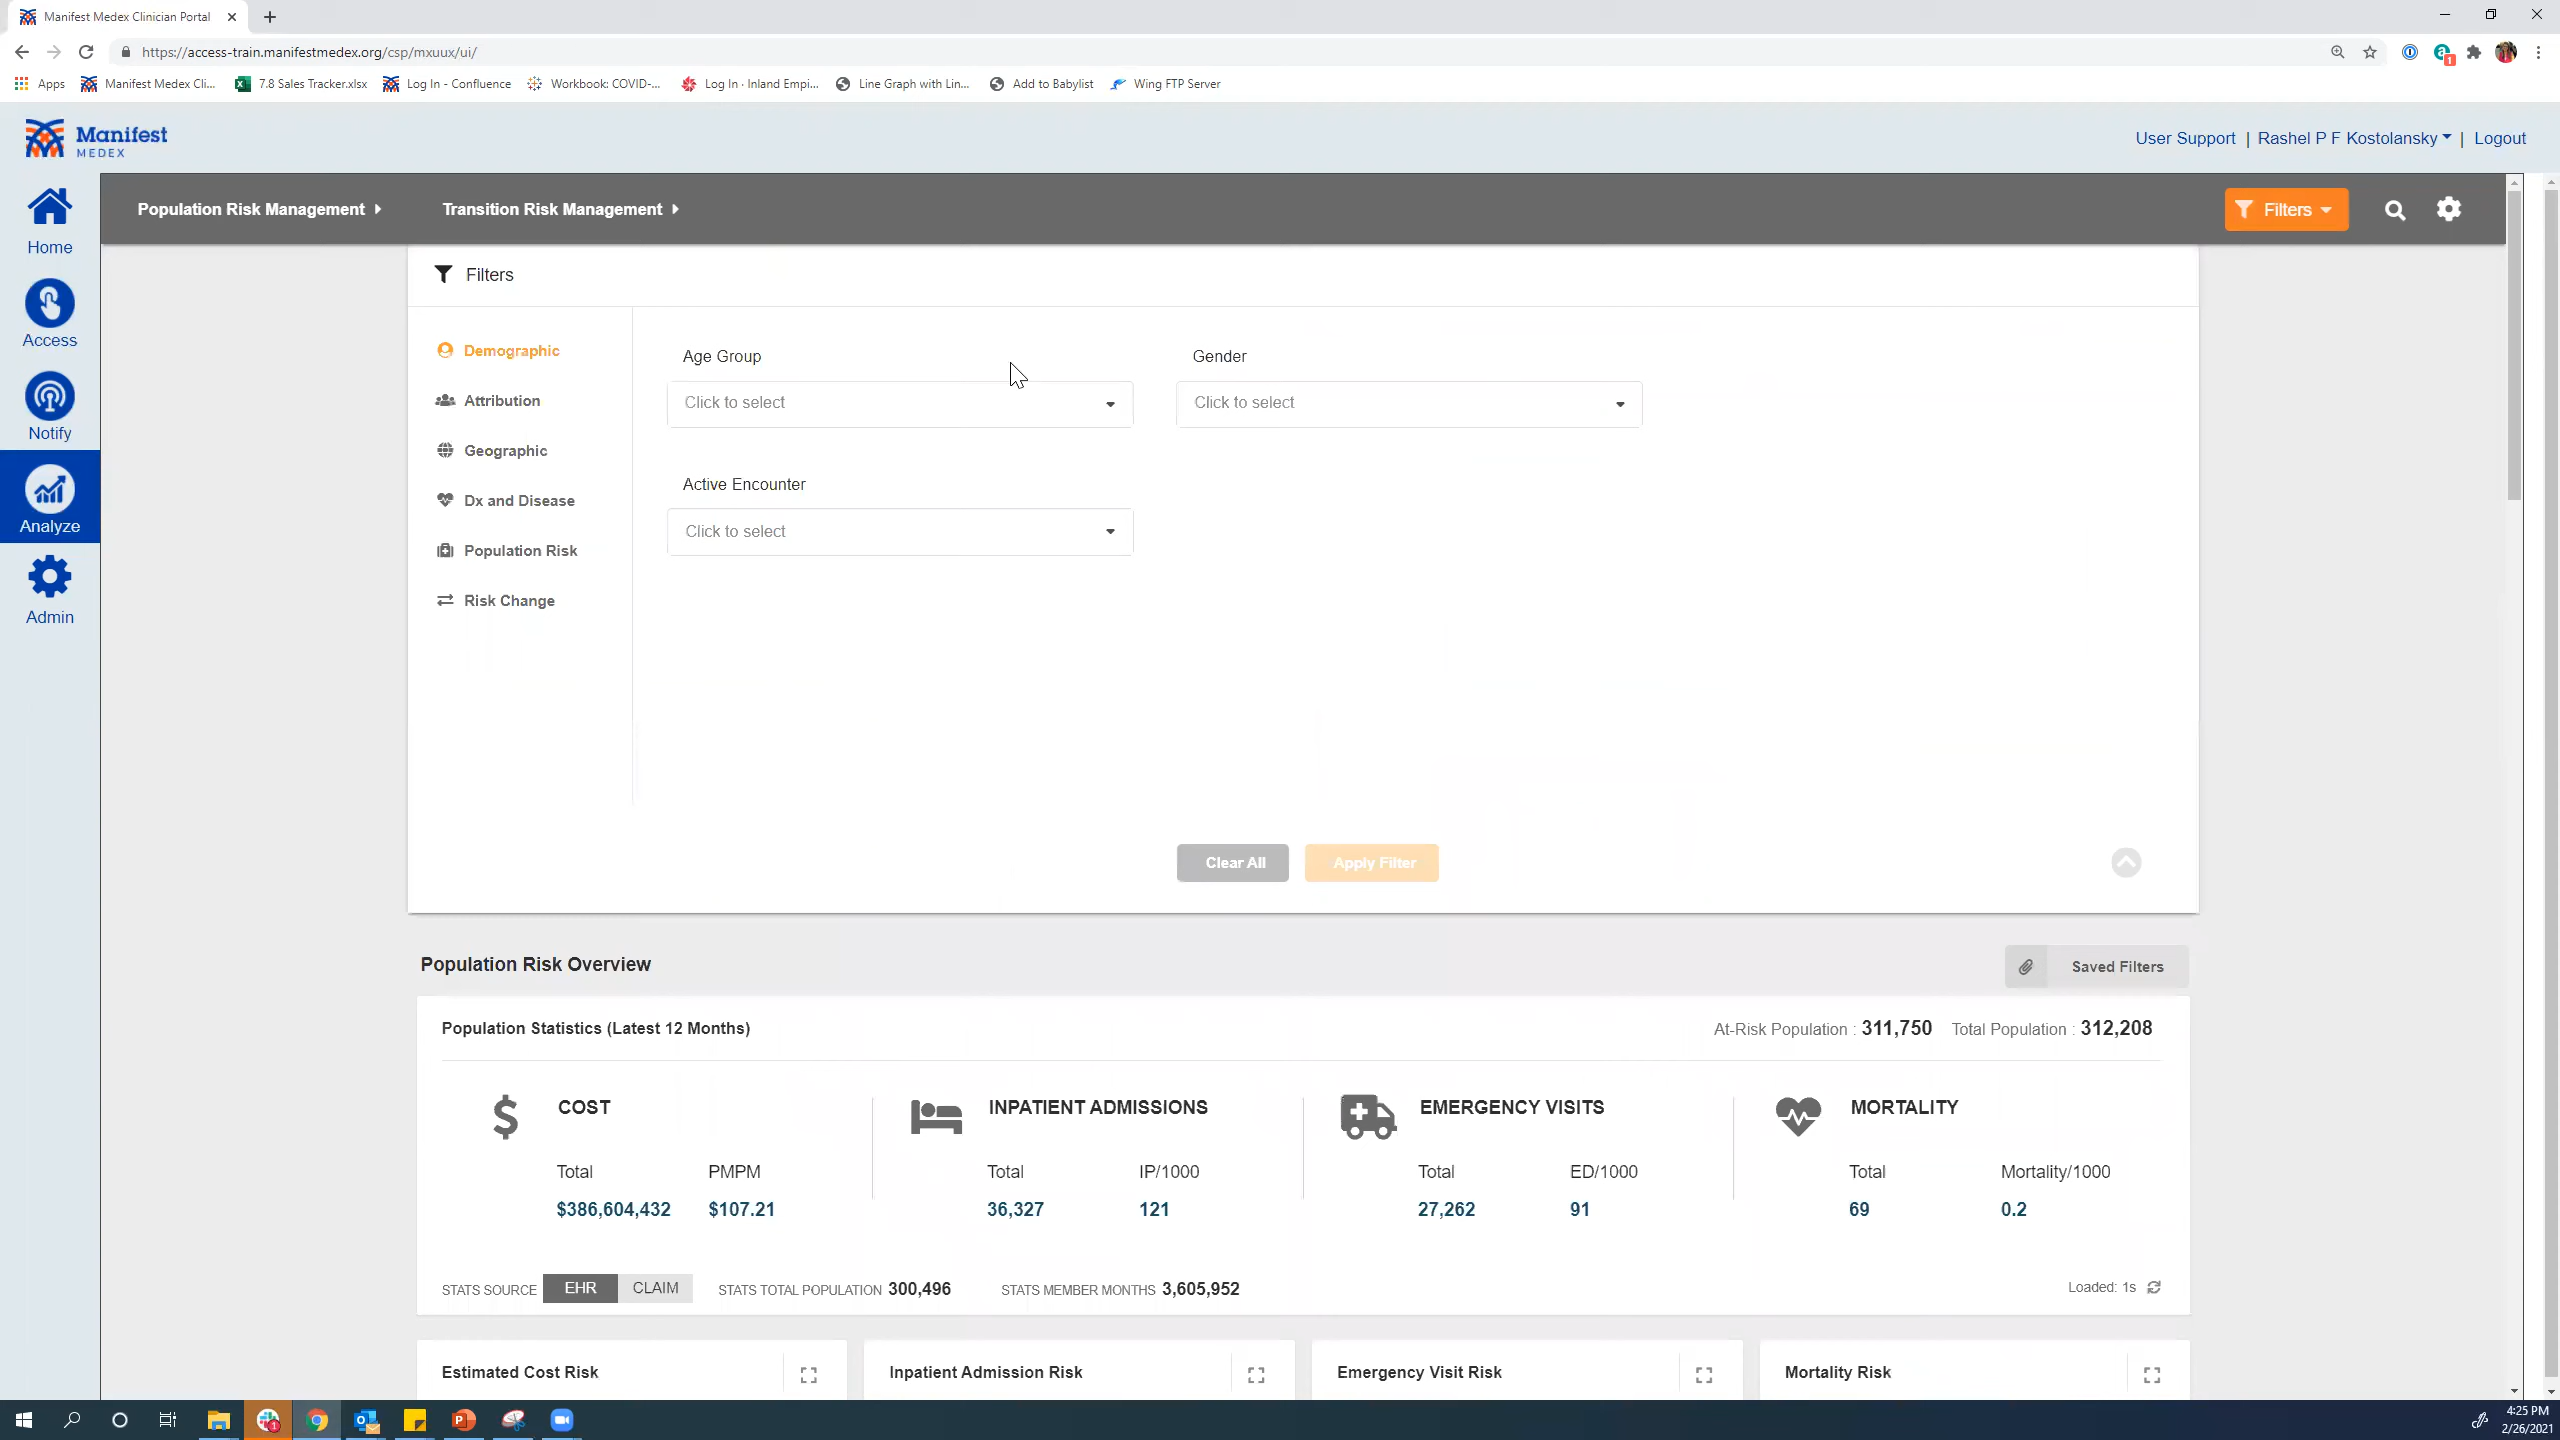 Manifest Medex Clinician Portal
https://access-train.manifestmedex.org/csp/mxuux/ui/
Apps Manifest Medex Cli... 7.8 Sales Tracker.xlsx Log In - Confluence Workbook: COVID-... Log In · Inland Empi... Line Graph with Lin... Add to Babylist Wing FTP Server
Manifest
MEDEX
User Support | Rashel P F Kostolansky | Logout
Home
Access
Notify
Analyze
Admin
Population Risk Management
Transition Risk Management
Filters
Filters
Demographic
Attribution
Geographic
Dx and Disease
Population Risk
Risk Change
Age Group
Click to select
Gender
Click to select
Active Encounter
Click to select
Clear All
Apply Filter
Population Risk Overview
Saved Filters
Population Statistics (Latest 12 Months)
At-Risk Population : 311,750 Total Population : 312,208
COST
Total PMPM
$386,604,432 $107.21
INPATIENT ADMISSIONS
Total IP/1000
36,327 121
EMERGENCY VISITS
Total ED/1000
27,262 91
MORTALITY
Total Mortality/1000
69 0.2
STATS SOURCE EHR CLAIM STATS TOTAL POPULATION 300,496 STATS MEMBER MONTHS 3,605,952
Loaded: 1s
Estimated Cost Risk
Inpatient Admission Risk
Emergency Visit Risk
Mortality Risk
4:25 PM
2/26/2021